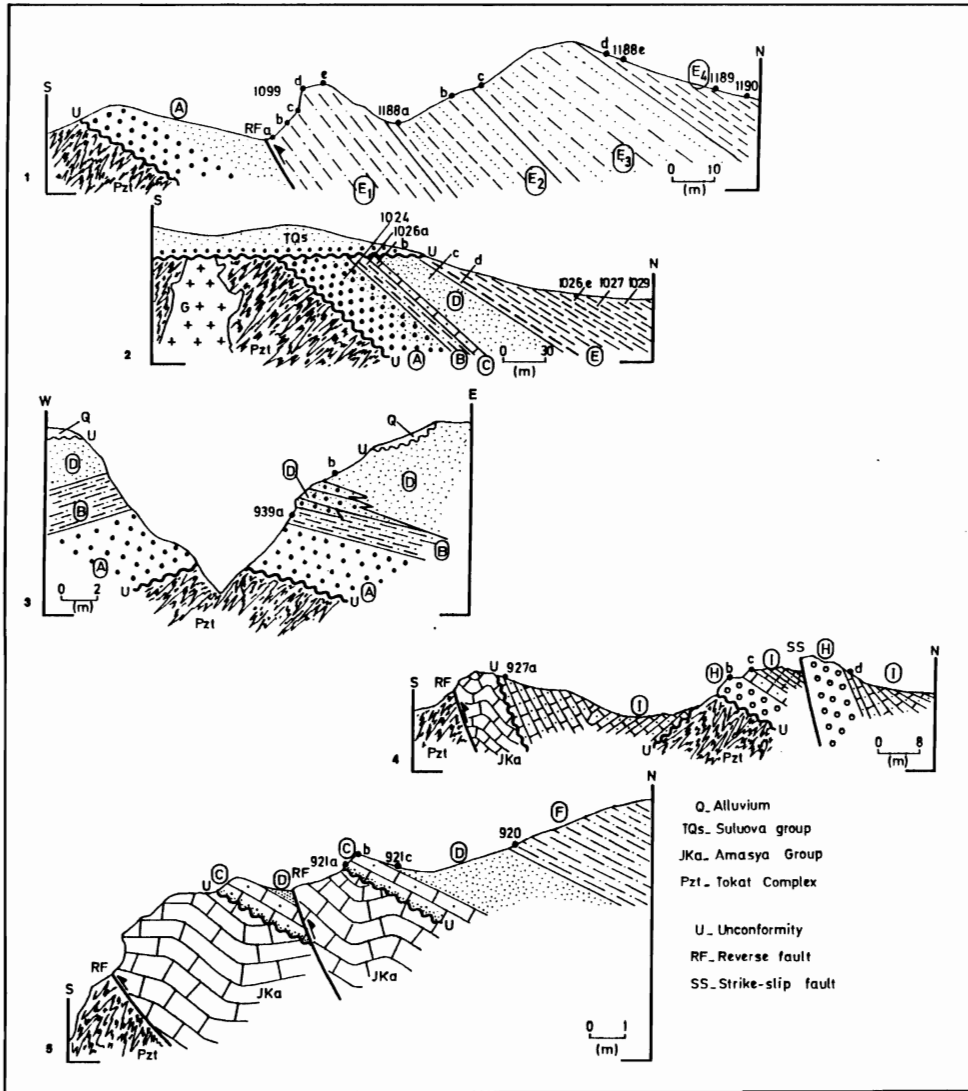 S
N
A
U
1099
b
c
d
e
RF a
1188a
b
c
d
1188e
E4
1189
1190
Pzt
E1
E2
E3
0 10
(m)
1
S
N
TQs
1024
1026a
b
U
c
d
D
1026e 1027 1029
G
Pzt
U
A
B
C
E
0 30
(m)
2
W
E
Q
U
D
B
A
Q
U
b
D
D
939a
B
A
0 2
(m)
U
U
Pzt
3
S
N
RF
U
927a
I
H
b
c
I
SS
H
d
I
Pzt
JKa
U
Pzt
U
0 8
(m)
4
S
N
F
920
D
C
b
921a
921c
D
RF
C
U
U
RF
JKa
JKa
Pzt
0 1
(m)
5
Q_ Alluvium
TQs_ Suluova group
JKa_ Amasya Group
Pzt_ Tokat Complex
U_ Unconformity
RF_ Reverse fault
SS_Strike-slip fault